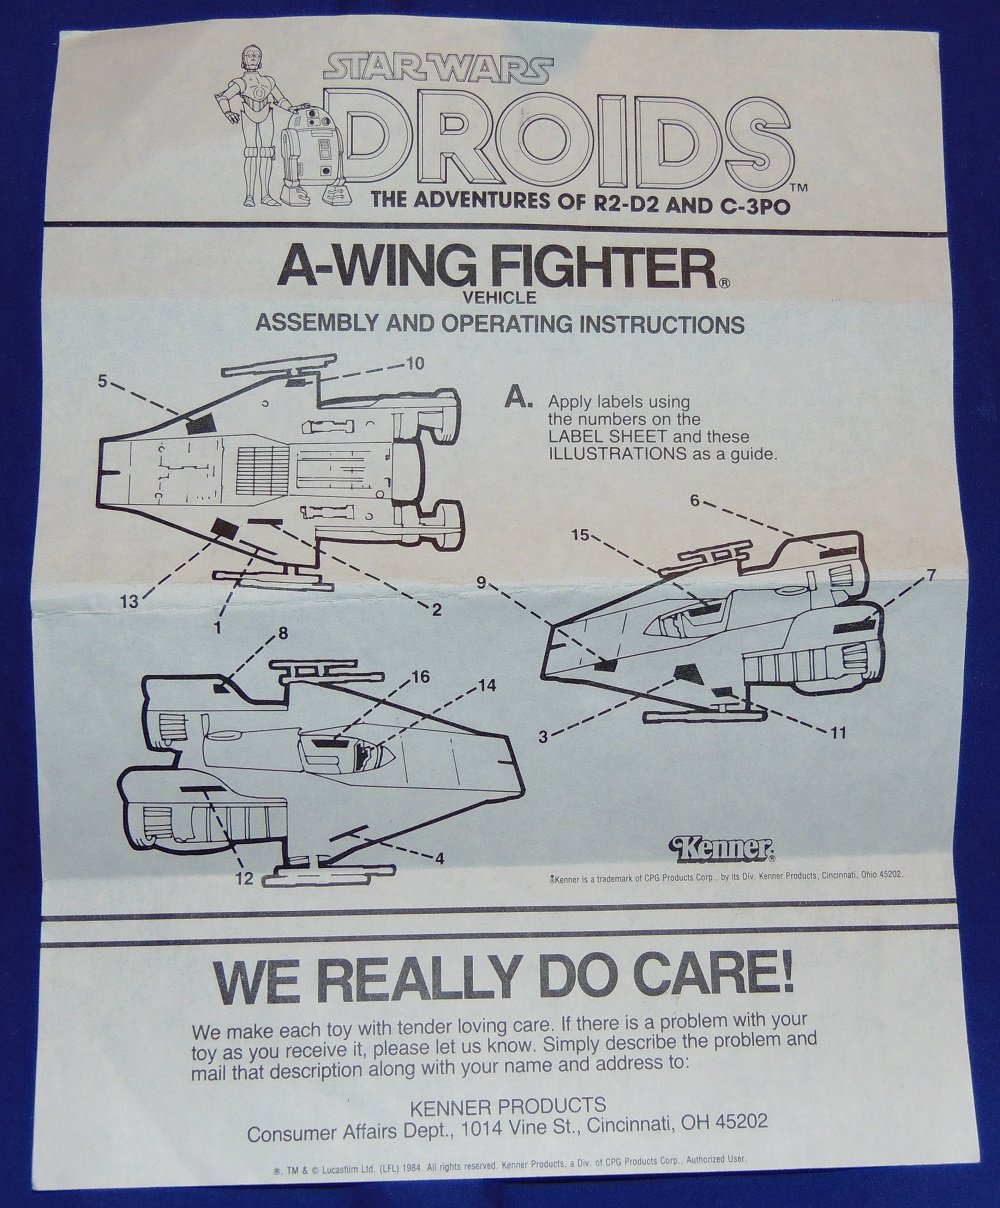 STAR WARS
DROIDS™
THE ADVENTURES OF R2-D2 AND C-3PO
A-WING FIGHTER®
VEHICLE
ASSEMBLY AND OPERATING INSTRUCTIONS
5
10
13
1
2
A. Apply labels using
the numbers on the
LABEL SHEET and these
ILLUSTRATIONS as a guide.
6
15
9
7
3
11
8
16
14
12
4
Kenner®
Kenner is a trademark of CPG Products Corp., by its Div. Kenner Products, Cincinnati, Ohio 45202.
WE REALLY DO CARE!
We make each toy with tender loving care. If there is a problem with your
toy as you receive it, please let us know. Simply describe the problem and
mail that description along with your name and address to:
KENNER PRODUCTS
Consumer Affairs Dept., 1014 Vine St., Cincinnati, OH 45202
®, TM & © Lucasfilm Ltd. (LFL) 1984. All rights reserved. Kenner Products, a Div. of CPG Products Corp., Authorized User.